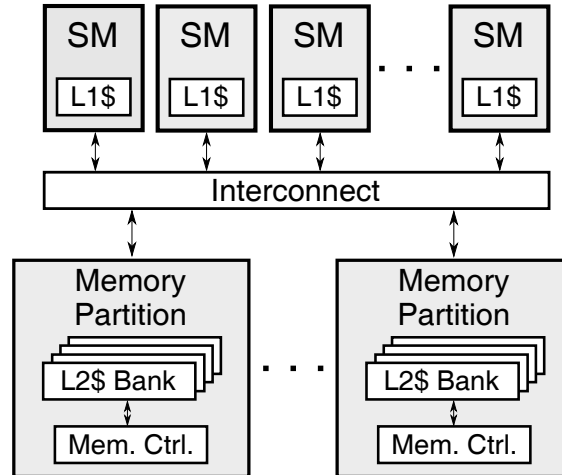 SM SM SM SM
L1$ L1$ L1$ . . . L1$
Interconnect
Memory
Partition
L2$ Bank
Mem. Ctrl.
. . .
Memory
Partition
L2$ Bank
Mem. Ctrl.